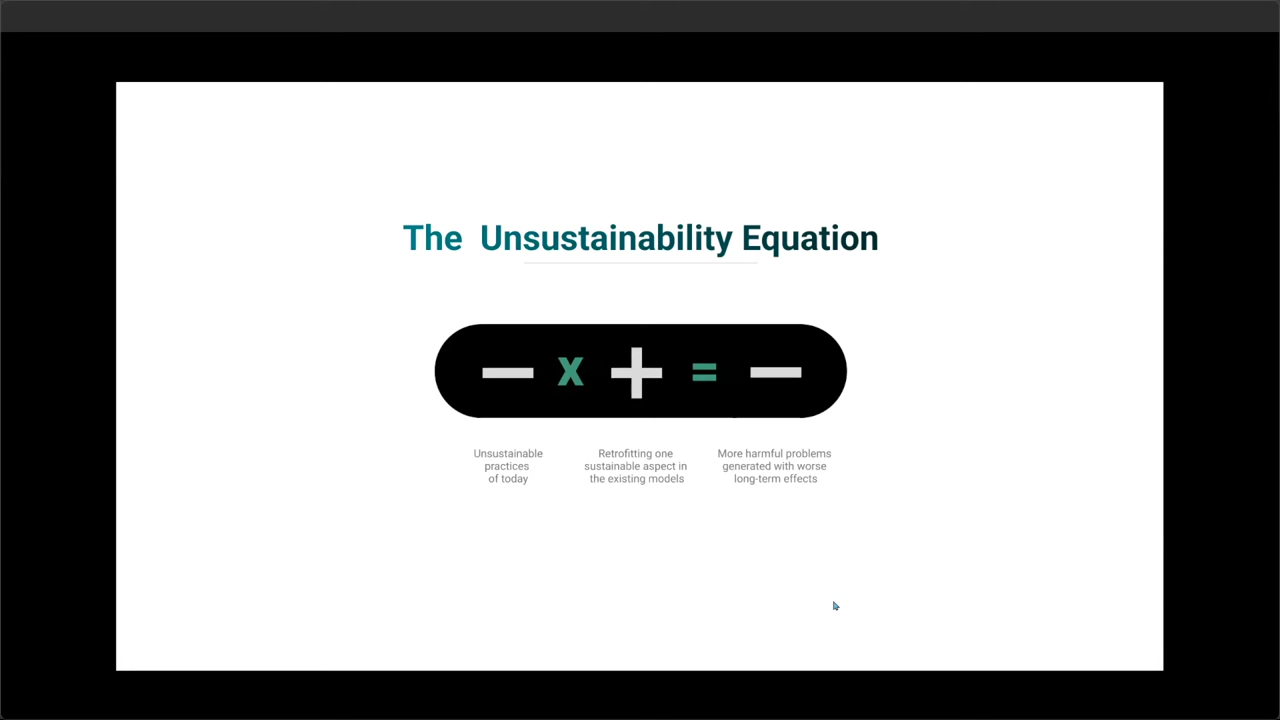 The  Unsustainability Equation
— x + = —
Unsustainable
practices
of today
Retrofitting one
sustainable aspect in
the existing models
More harmful problems
generated with worse
long-term effects